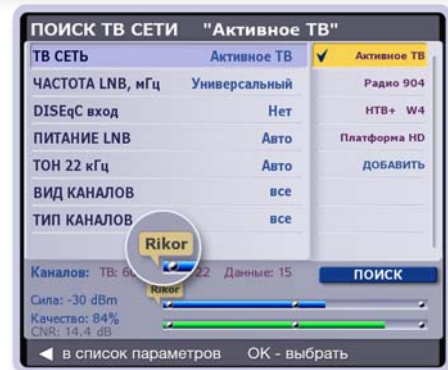 ПОИСК ТВ СЕТИ "Активное ТВ"
ТВ СЕТЬ Активное ТВ
ЧАСТОТА LNB, мГц Универсальный
DISEqC вход Нет
ПИТАНИЕ LNB Авто
ТОН 22 кГц Авто
ВИД КАНАЛОВ все
ТИП КАНАЛОВ все
Активное ТВ
Радио 904
НТВ+ W4
Платформа HD
ДОБАВИТЬ
Rikor
Каналов: ТВ: 22 Данные: 15
ПОИСК
Rikor
Сила: -30 dBm
Качество: 84%
CNR: 14.4 dB
в список параметров OK - выбрать